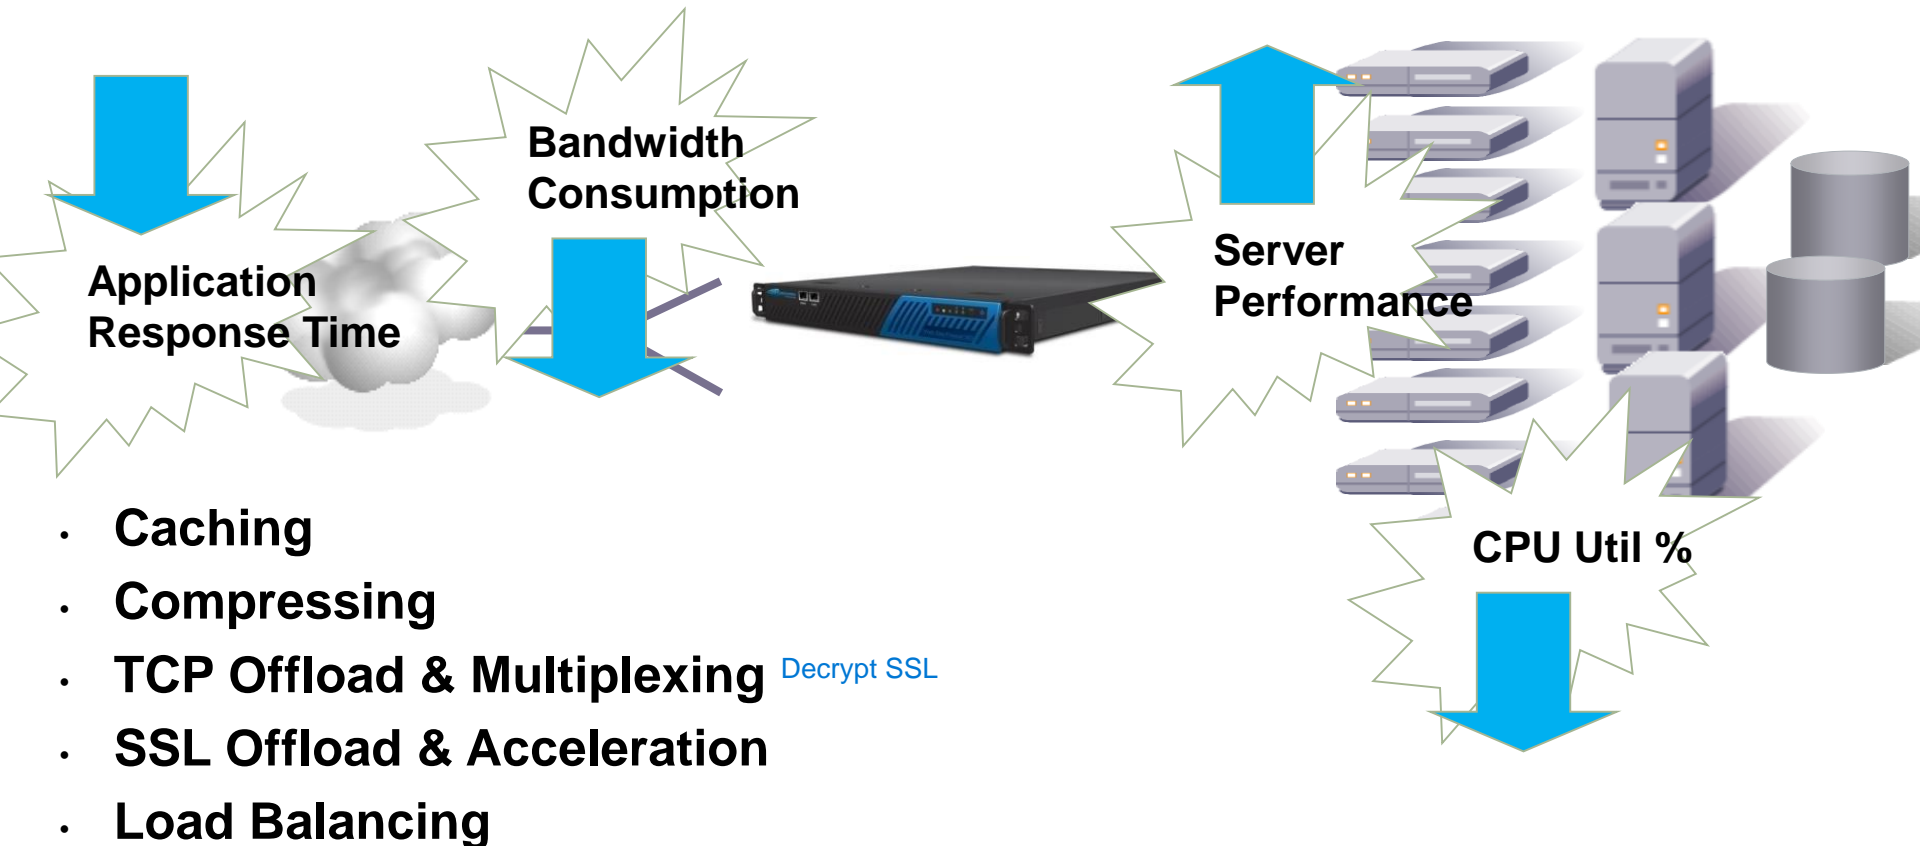 Bandwidth
Consumption
Application
Response Time
Server
Performance
CPU Util %
• Caching
• Compressing
• TCP Offload & Multiplexing Decrypt SSL
• SSL Offload & Acceleration
• Load Balancing